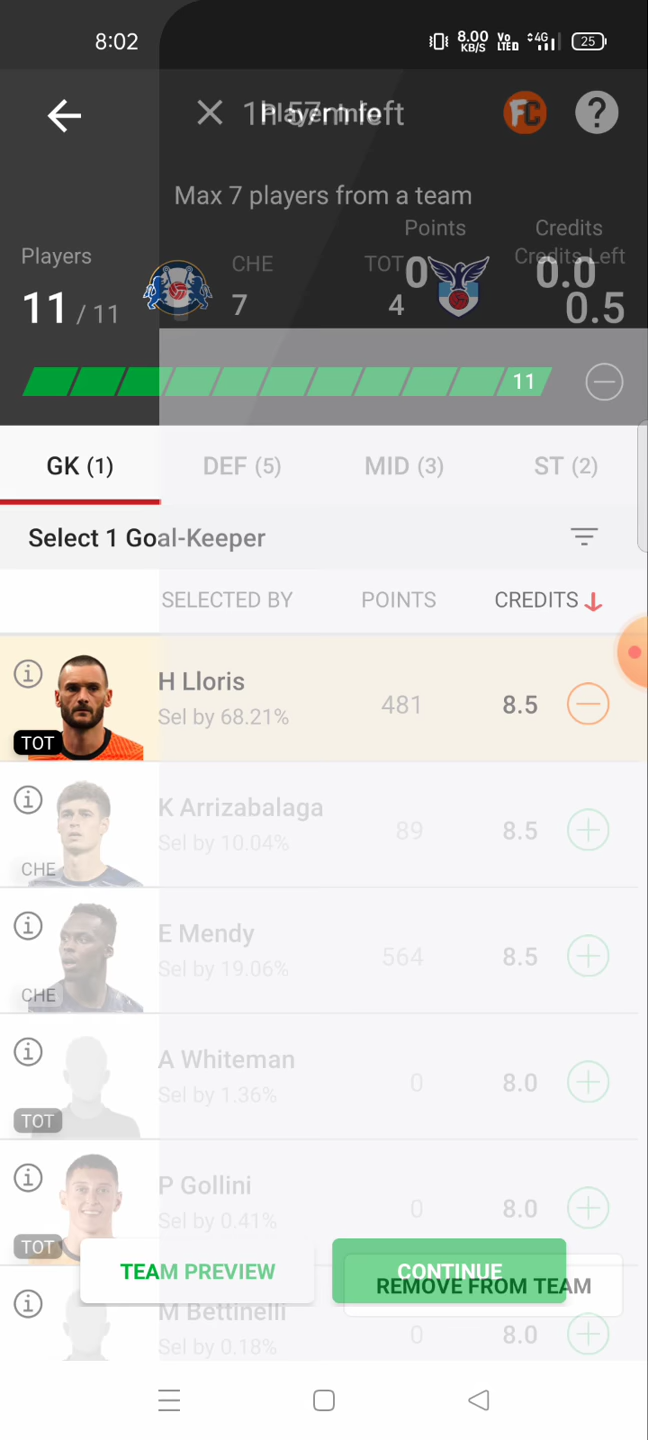 8:02 8.00 KB/S Vo LTE 4G 25
1h 57m left
Player Info
FC ?
Max 7 players from a team
Points Credits
Players CHE TOT 0 0.0 Credits Left
11 / 11 7 4 0.5
11
GK (1) DEF (5) MID (3) ST (2)
Select 1 Goal-Keeper
SELECTED BY POINTS CREDITS
H Lloris
Sel by 68.21% 481 8.5
TOT
K Arrizabalaga
Sel by 10.04% 89 8.5
CHE
E Mendy
Sel by 19.06% 564 8.5
CHE
A Whiteman
Sel by 1.36% 0 8.0
TOT
P Gollini
Sel by 0.41% 0 8.0
TOT
TEAM PREVIEW CONTINUE
REMOVE FROM TEAM
M Bettinelli
Sel by 0.18% 0 8.0